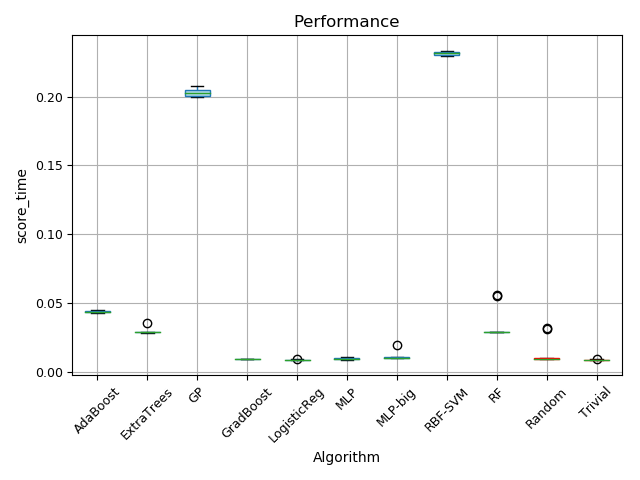 Performance
score_time
0.20
0.15
0.10
0.05
0.00
AdaBoost
ExtraTrees
GP
GradBoost
LogisticReg
MLP
MLP-big
RBF-SVM
RF
Random
Trivial
Algorithm